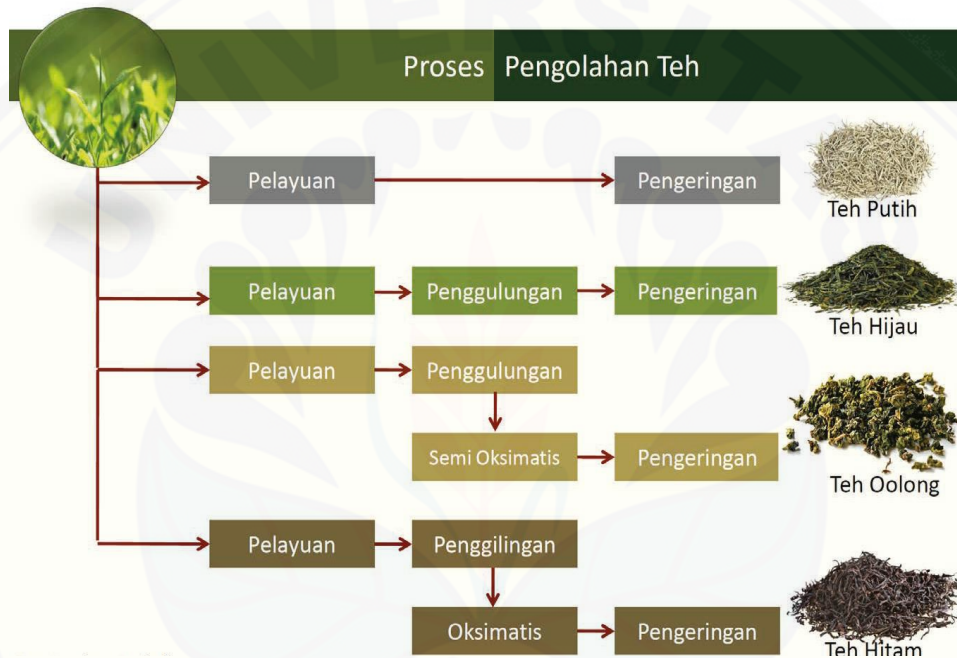 UNIVERSITA
Proses Pengolahan Teh
Pelayuan
Pengeringan
Teh Putih
Pelayuan
Penggulungan
Pengeringan
Teh Hijau
Pelayuan
Penggulungan
Semi Oksimatis
Pengeringan
Teh Oolong
Pelayuan
Penggilingan
Oksimatis
Pengeringan
Teh Hitam